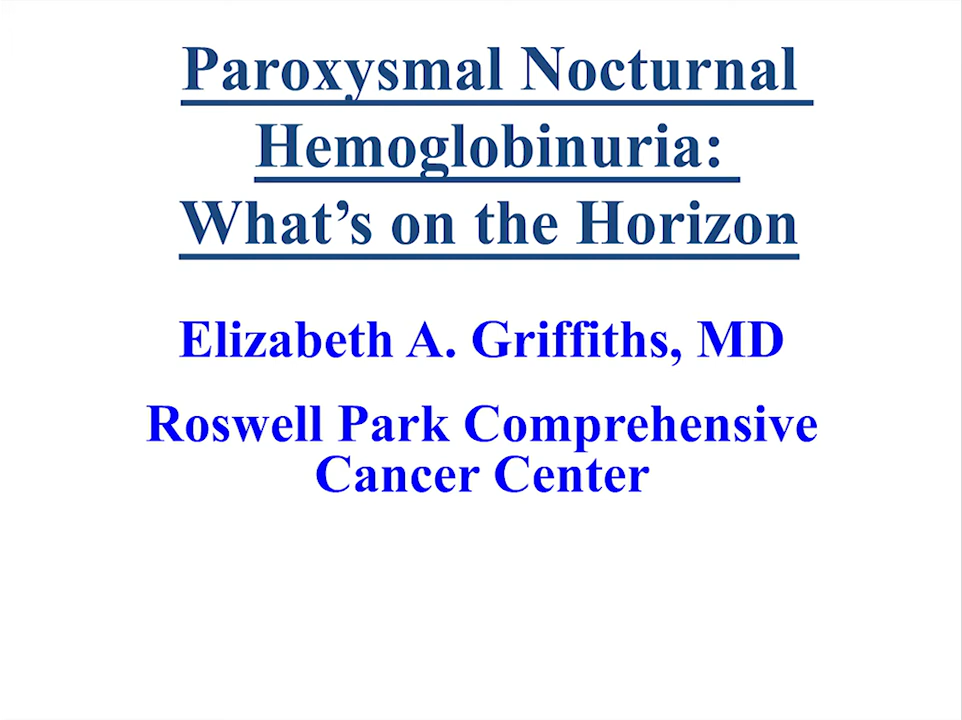 Paroxysmal Nocturnal
Hemoglobinuria:
What’s on the Horizon
Elizabeth A. Griffiths, MD
Roswell Park Comprehensive
Cancer Center